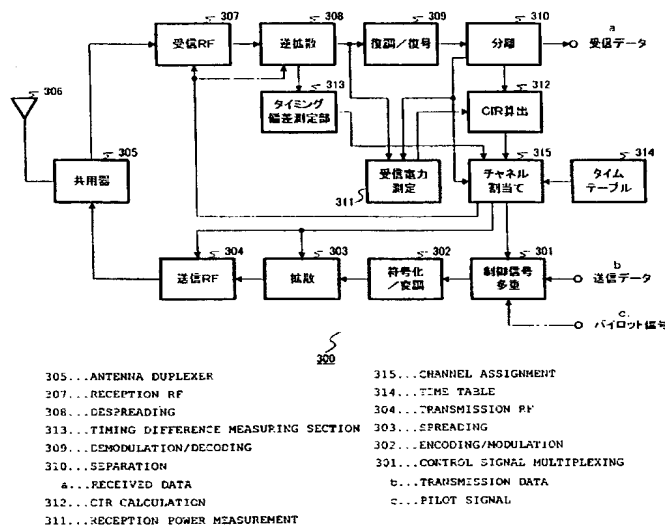 307
308
309
310
a
受信RF
逆拡散
復調/復号
分離
受信データ
306
313
312
タイミング
偏差測定部
CIR算出
305
315
314
共用器
受信電力
測定
チャネル
割当て
タイム
テーブル
311
304
303
302
301
b
送信RF
拡散
符号化
/変調
制御信号
多重
送信データ
c
パイロット信号
300
305...ANTENNA DUPLEXER
307...RECEPTION RF
308...DESPREADING
313...TIMING DIFFERENCE MEASURING SECTION
309...DEMODULATION/DECODING
310...SEPARATION
a...RECEIVED DATA
312...CIR CALCULATION
311...RECEPTION POWER MEASUREMENT
315...CHANNEL ASSIGNMENT
314...TIME TABLE
304...TRANSMISSION RF
303...SPREADING
302...ENCODING/MODULATION
301...CONTROL SIGNAL MULTIPLEXING
b...TRANSMISSION DATA
c...PILOT SIGNAL